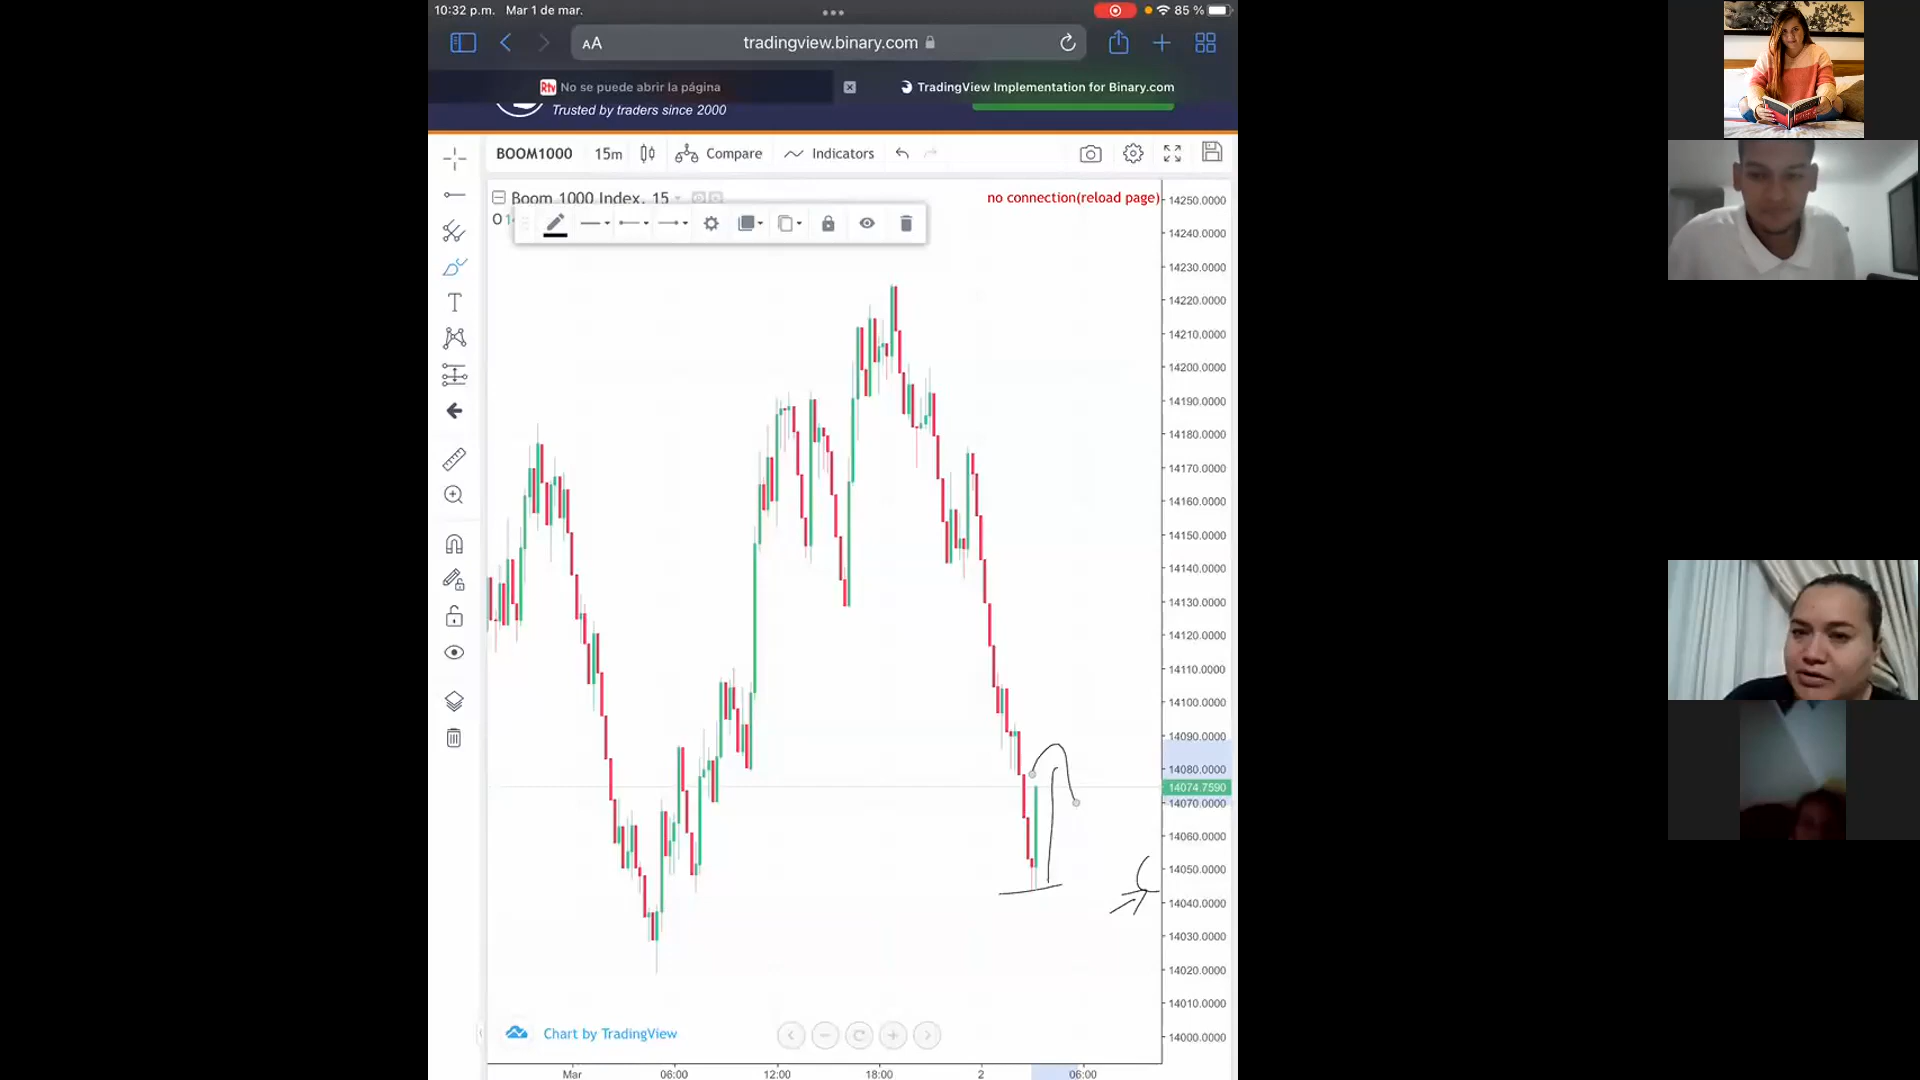 10:32 p.m. Mar 1 de mar.
85 %
AA tradingview.binary.com
Rtv No se puede abrir la página
TradingView Implementation for Binary.com
Trusted by traders since 2000
BOOM1000 15m Compare Indicators
Boom 1000 Index, 15
no connection(reload page)
O
T
14250.0000
14240.0000
14230.0000
14220.0000
14210.0000
14200.0000
14190.0000
14180.0000
14170.0000
14160.0000
14150.0000
14140.0000
14130.0000
14120.0000
14110.0000
14100.0000
14090.0000
14080.0000
14074.7590
14070.0000
14060.0000
14050.0000
14040.0000
14030.0000
14020.0000
14010.0000
14000.0000
Chart by TradingView
Mar 06:00 12:00 18:00 2 06:00